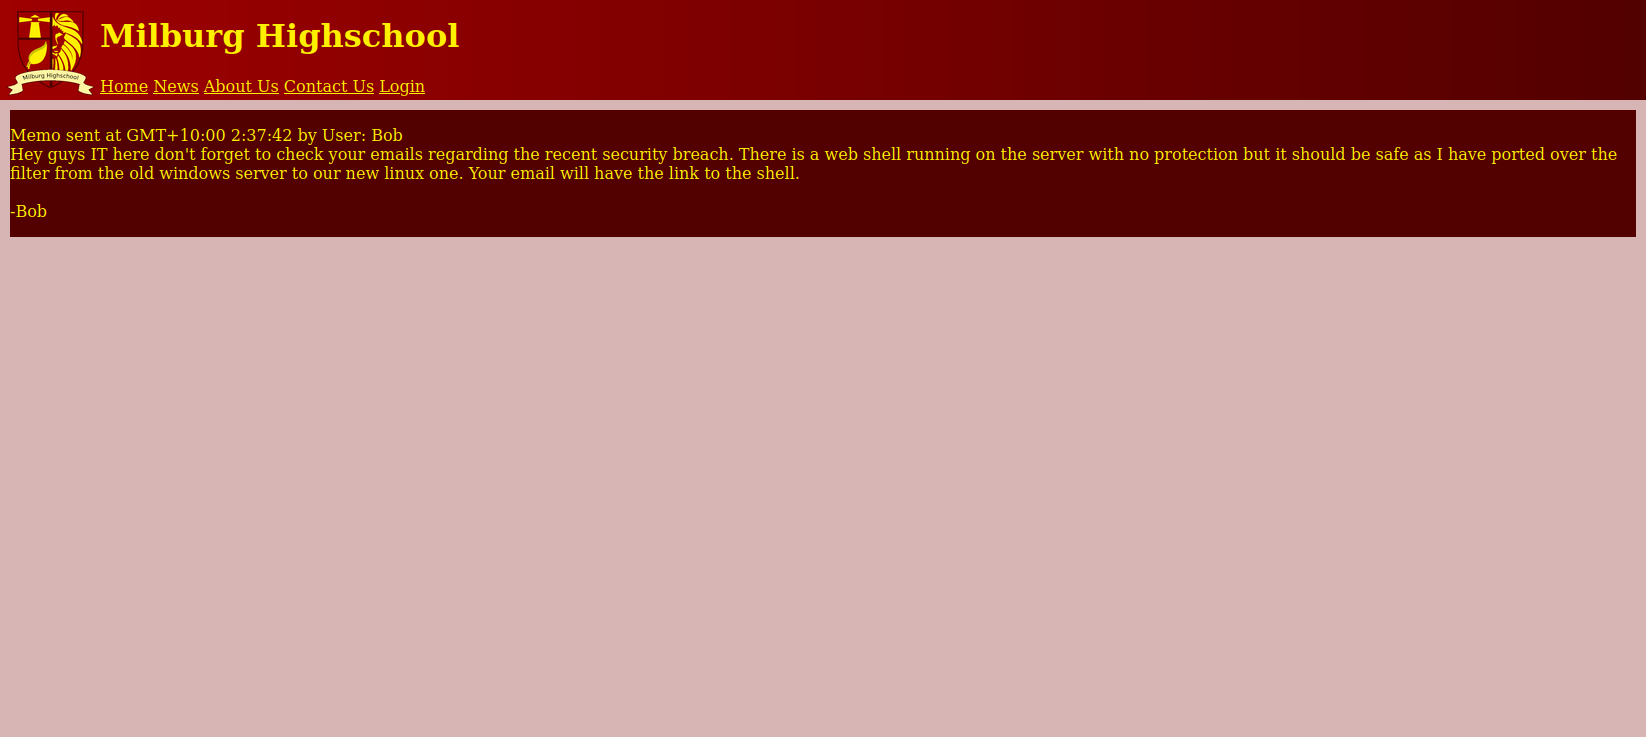 Milburg Highschool
Milburg Highschool
Home News About Us Contact Us Login
Memo sent at GMT+10:00 2:37:42 by User: Bob
Hey guys IT here don't forget to check your emails regarding the recent security breach. There is a web shell running on the server with no protection but it should be safe as I have ported over the
filter from the old windows server to our new linux one. Your email will have the link to the shell.
-Bob